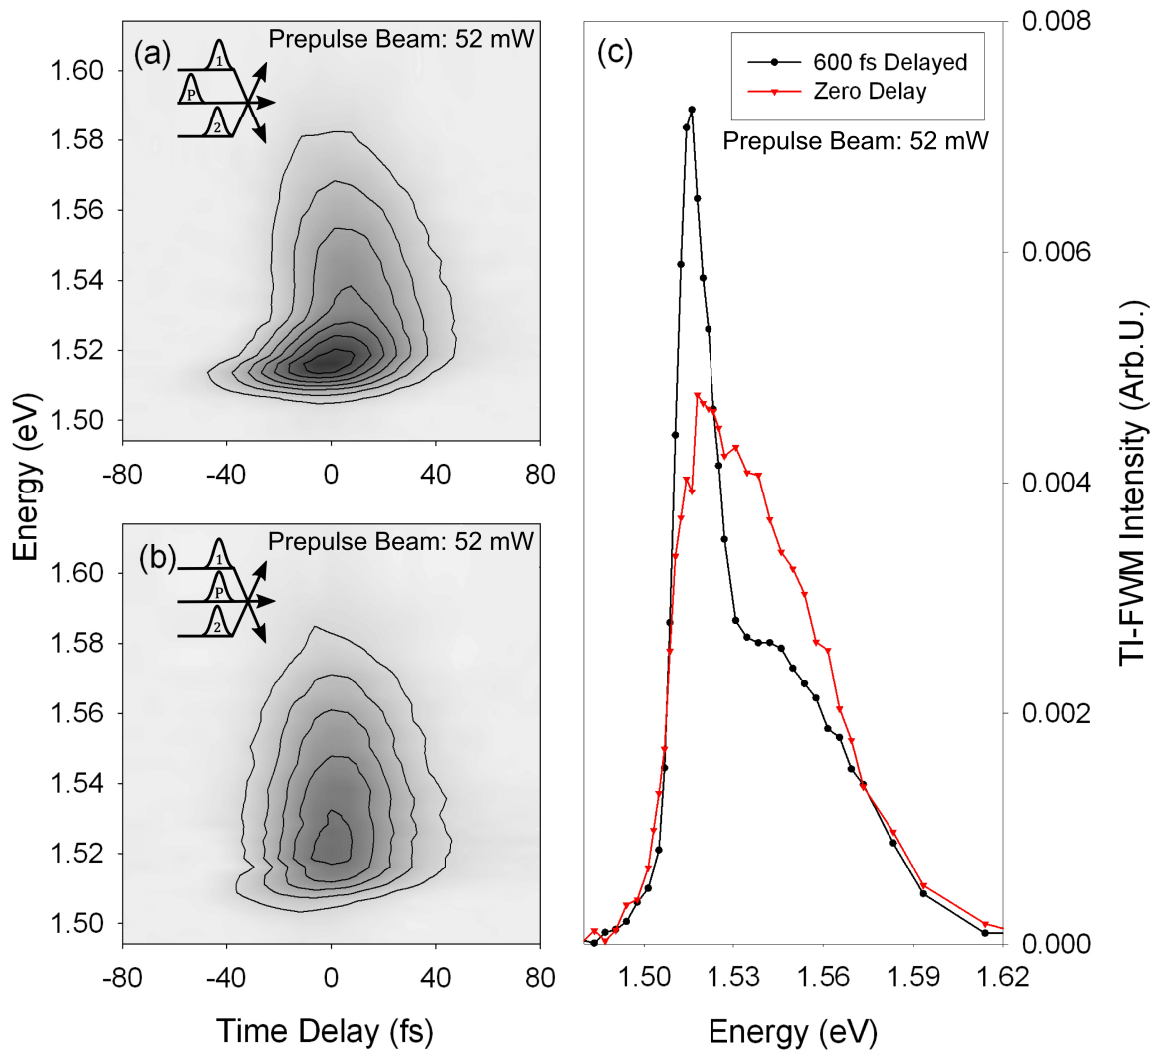 (a)
Prepulse Beam: 52 mW
1
P
2
1.60
1.58
1.56
1.54
1.52
1.50
-80
-40
0
40
80
(b)
Prepulse Beam: 52 mW
1
P
2
1.60
1.58
1.56
1.54
1.52
1.50
-80
-40
0
40
80
Energy (eV)
Time Delay (fs)
(c)
600 fs Delayed
Zero Delay
Prepulse Beam: 52 mW
0.008
0.006
0.004
0.002
0.000
1.50
1.53
1.56
1.59
1.62
Energy (eV)
TI-FWM Intensity (Arb.U.)